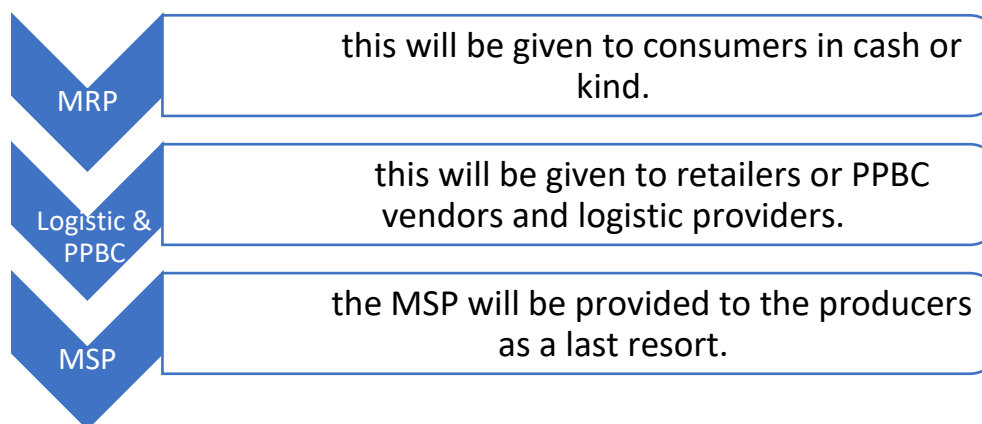 MRP
this will be given to consumers in cash or
kind.
Logistic &
PPBC
this will be given to retailers or PPBC
vendors and logistic providers.
MSP
the MSP will be provided to the producers
as a last resort.